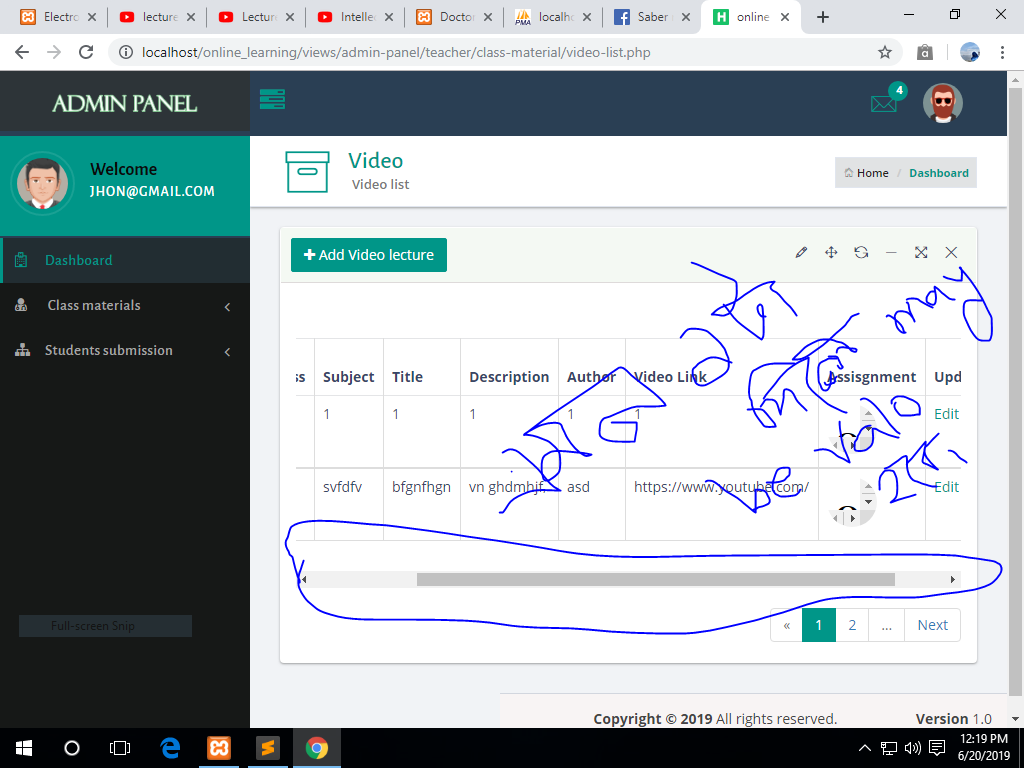 Electro
lecture
Lecture
Intelle
Doctor
localho
Saber
online
localhost/online_learning/views/admin-panel/teacher/class-material/video-list.php
ADMIN PANEL
4
Welcome
JHON@GMAIL.COM
Video
Video list
Home / Dashboard
Dashboard
Class materials
Students submission
Full-screen Snip
+ Add Video lecture
ss Subject Title Description Author Video Link Assisgnment Upd
1 1 1 1 1 Edit
svfdfv bfgnfhgn vn ghdmhjf, asd https://www.youtube.com/ Edit
may
be
« 1 2 ... Next
Copyright © 2019 All rights reserved.
Version 1.0
12:19 PM
6/20/2019